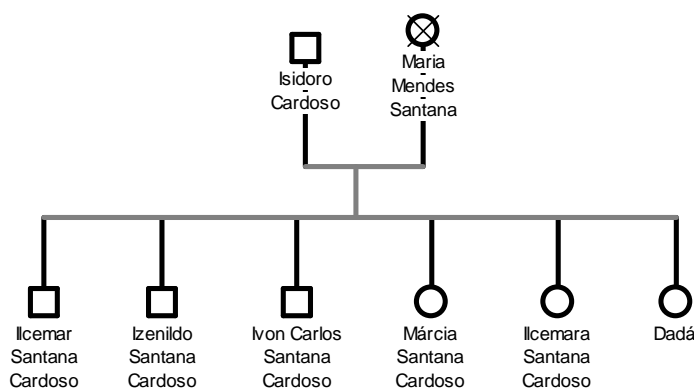 Isidoro
Cardoso
Maria
Mendes
Santana
Ilcemar
Santana
Cardoso
Izenildo
Santana
Cardoso
Ivon Carlos
Santana
Cardoso
Márcia
Santana
Cardoso
Ilcemara
Santana
Cardoso
Dadá